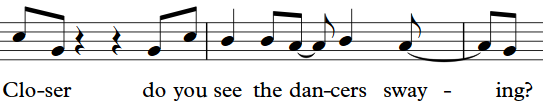 Clo-ser do you see the dan-cers sway - ing?